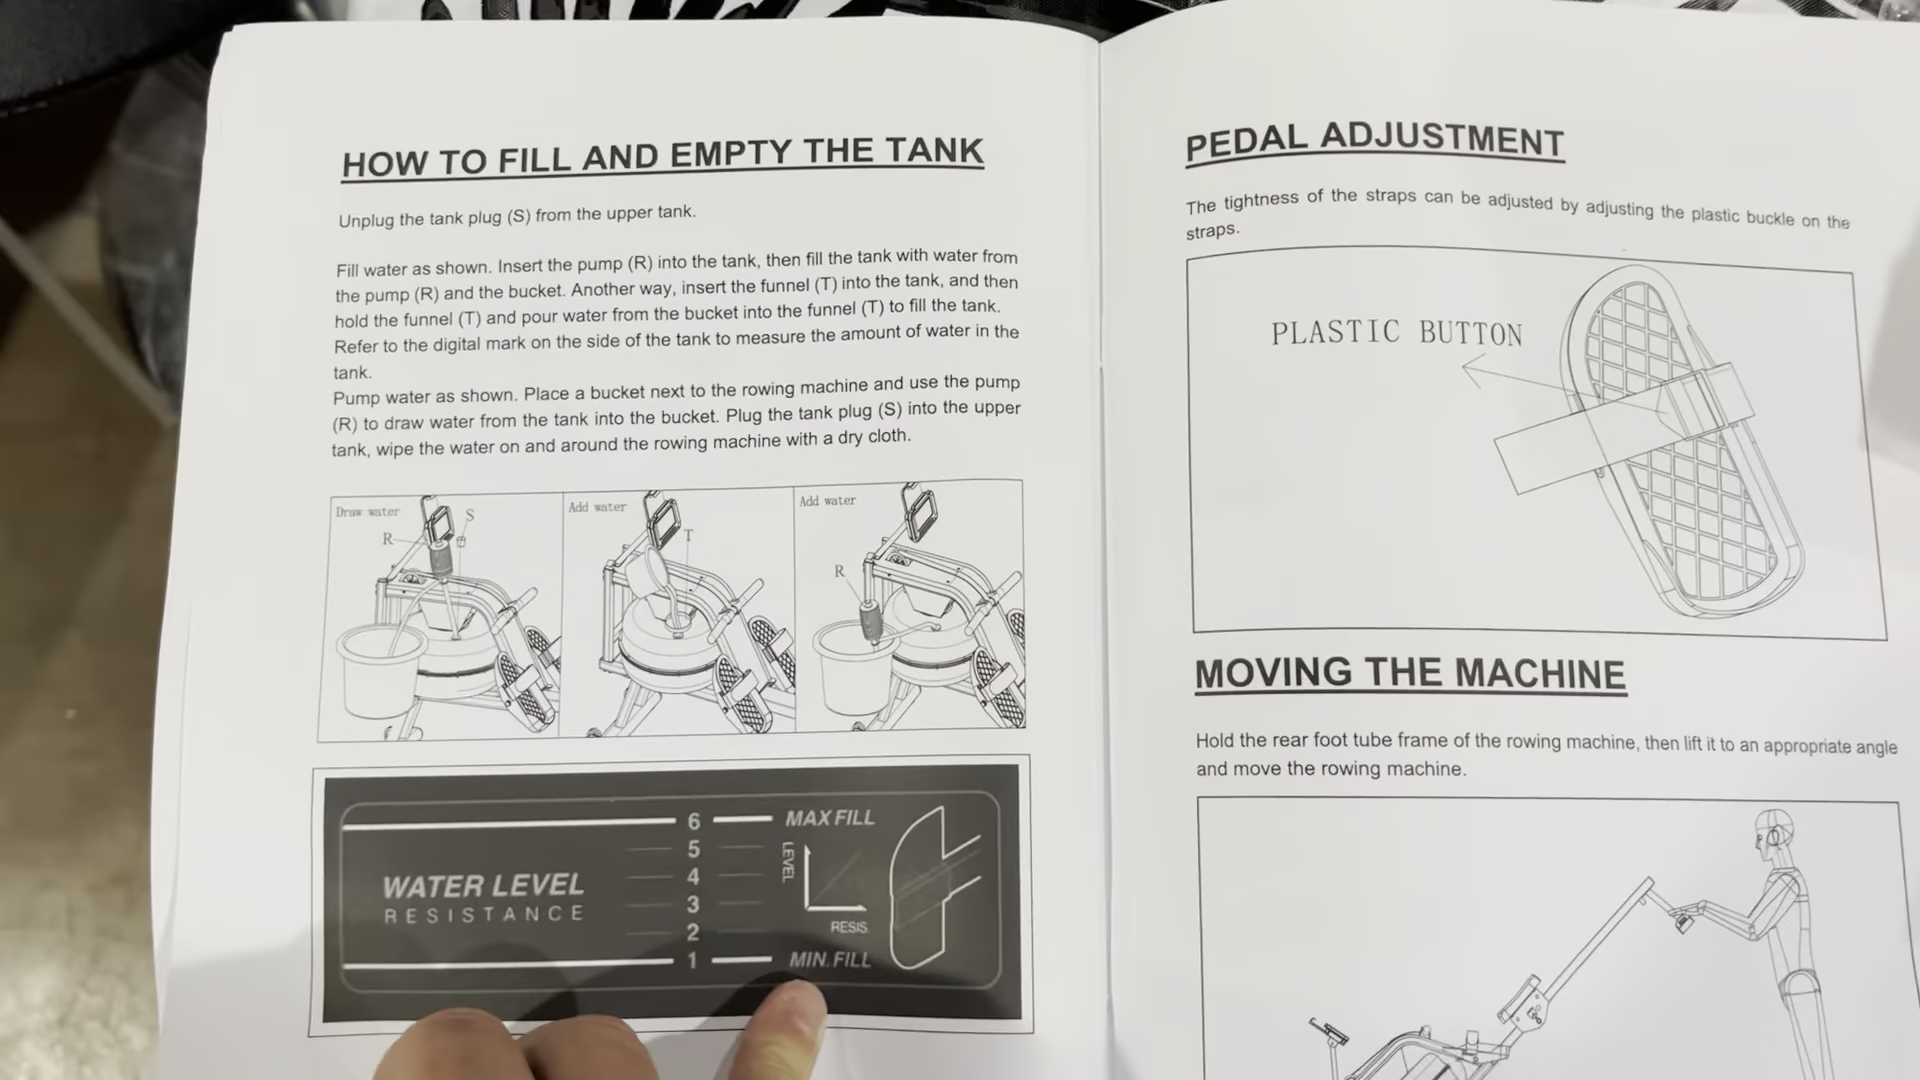 HOW TO FILL AND EMPTY THE TANK
Unplug the tank plug (S) from the upper tank.
Fill water as shown. Insert the pump (R) into the tank, then fill the tank with water from
the pump (R) and the bucket. Another way, insert the funnel (T) into the tank, and then
hold the funnel (T) and pour water from the bucket into the funnel (T) to fill the tank.
Refer to the digital mark on the side of the tank to measure the amount of water in the
tank.
Pump water as shown. Place a bucket next to the rowing machine and use the pump
(R) to draw water from the tank into the bucket. Plug the tank plug (S) into the upper
tank, wipe the water on and around the rowing machine with a dry cloth.
Draw water
R
S
Add water
T
Add water
R
WATER LEVEL
RESISTANCE
6
5
4
3
2
1
MAX FILL
LEVEL
RESIS
MIN. FILL
PEDAL ADJUSTMENT
The tightness of the straps can be adjusted by adjusting the plastic buckle on the
straps.
PLASTIC BUTTON
MOVING THE MACHINE
Hold the rear foot tube frame of the rowing machine, then lift it to an appropriate angle
and move the rowing machine.